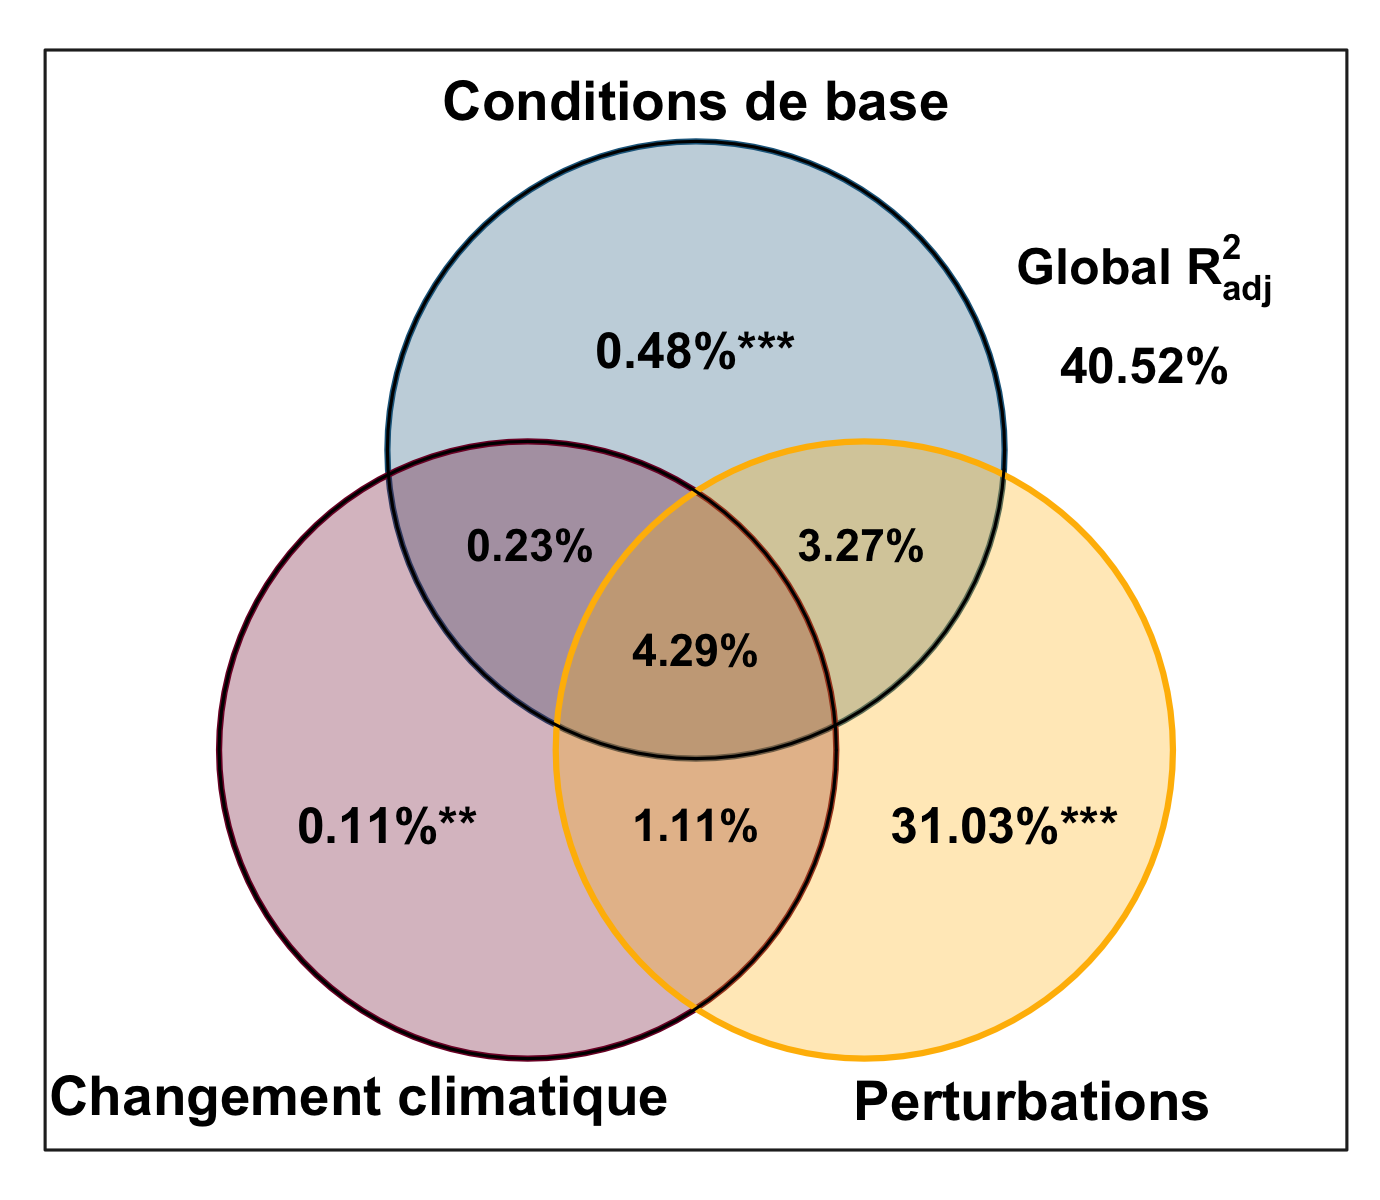 Conditions de base
Global R²adj
40.52%
0.48%***
0.23%
3.27%
4.29%
0.11%**
1.11%
31.03%***
Changement climatique
Perturbations